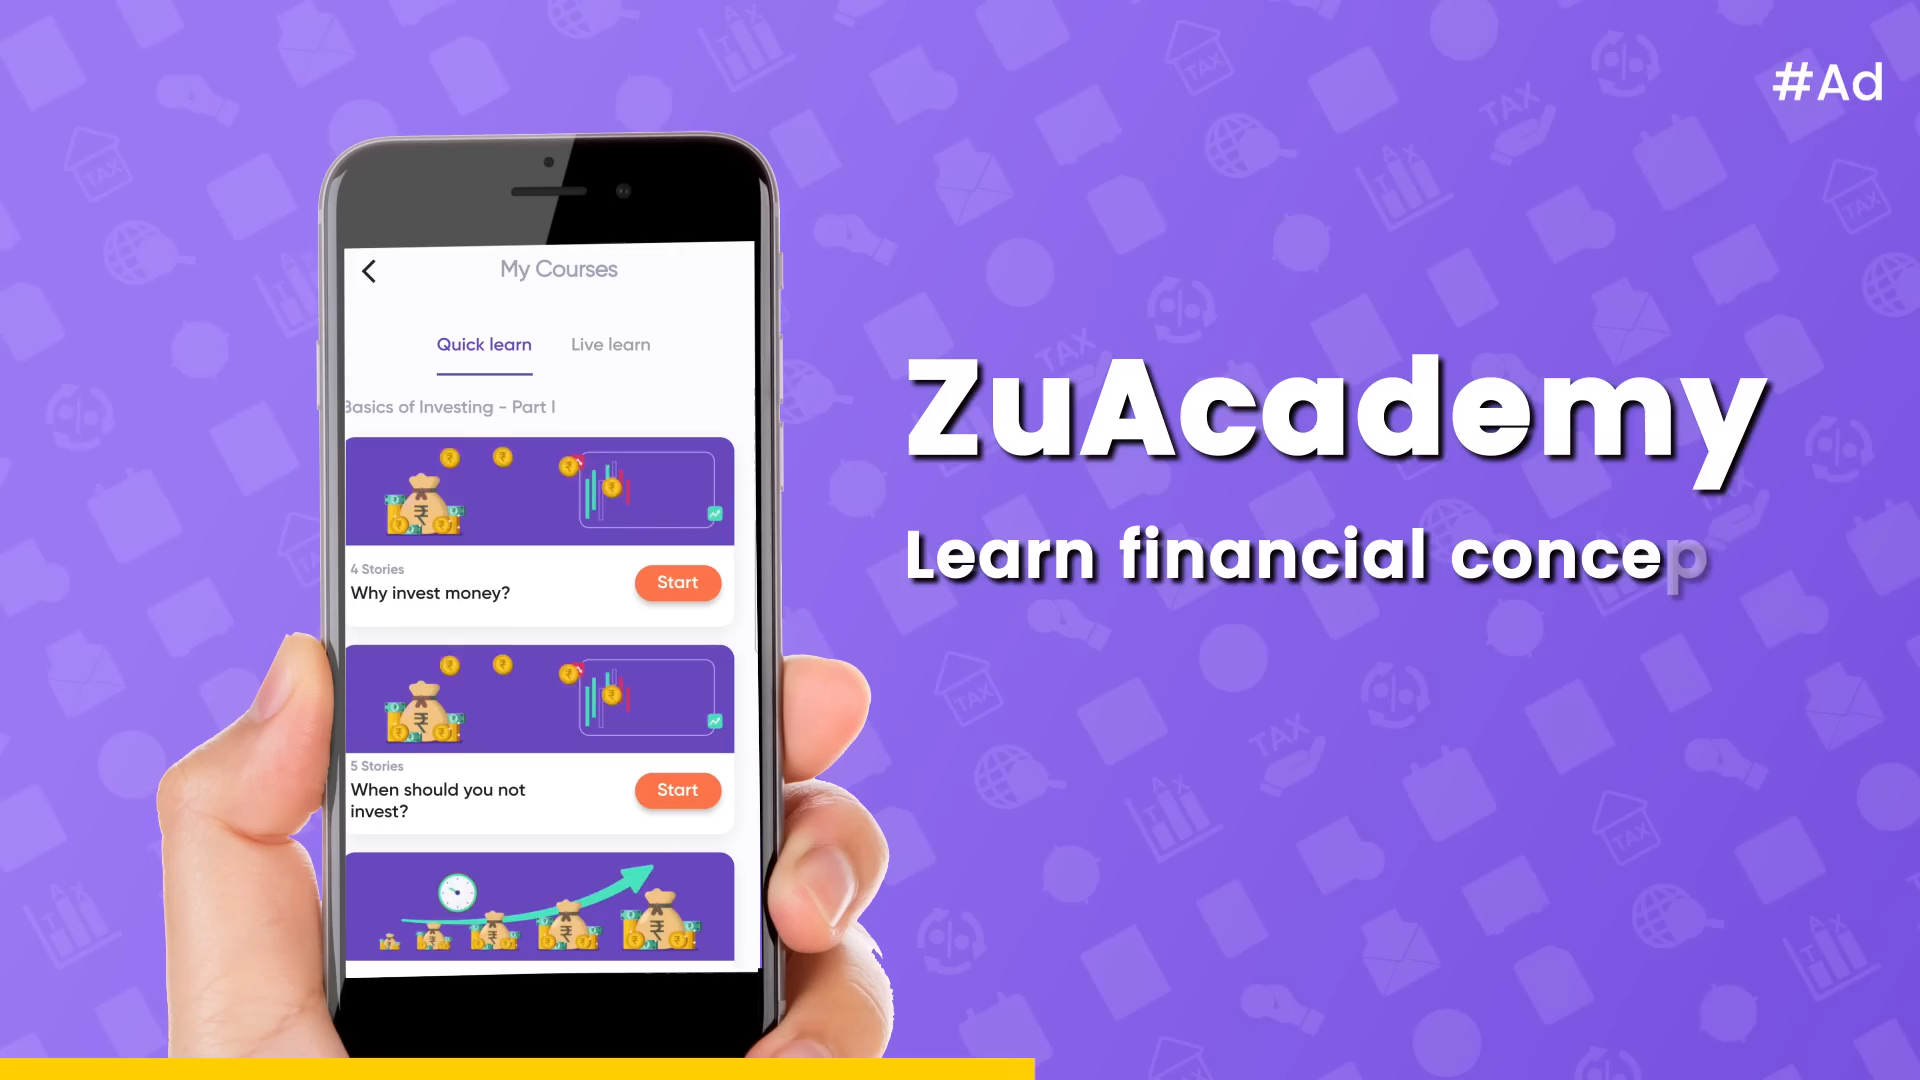 #Ad
My Courses
Quick learn Live learn
Basics of Investing - Part I
4 Stories
Why invest money?
Start
5 Stories
When should you not
invest?
Start
ZuAcademy
Learn financial concep